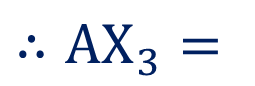 ∴ AX₃ =